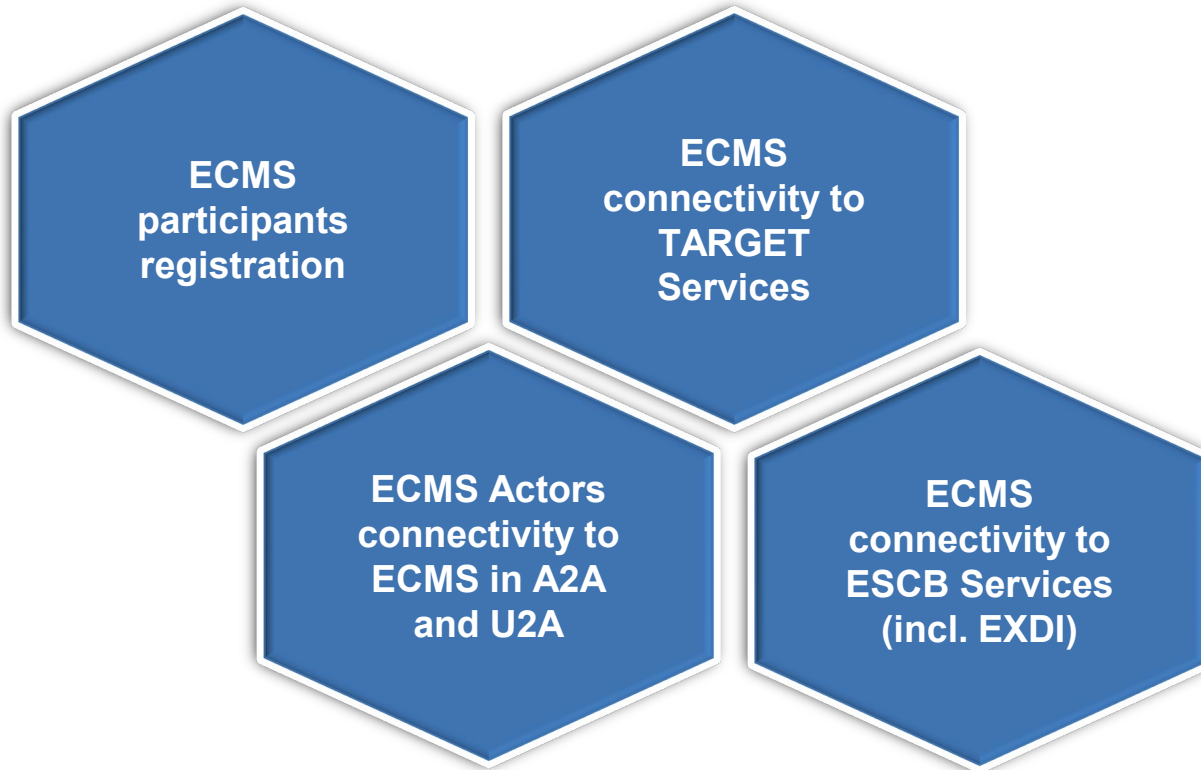 ECMS
participants
registration
ECMS
connectivity to
TARGET
Services
ECMS Actors
connectivity to
ECMS in A2A
and U2A
ECMS
connectivity to
ESCB Services
(incl. EXDI)